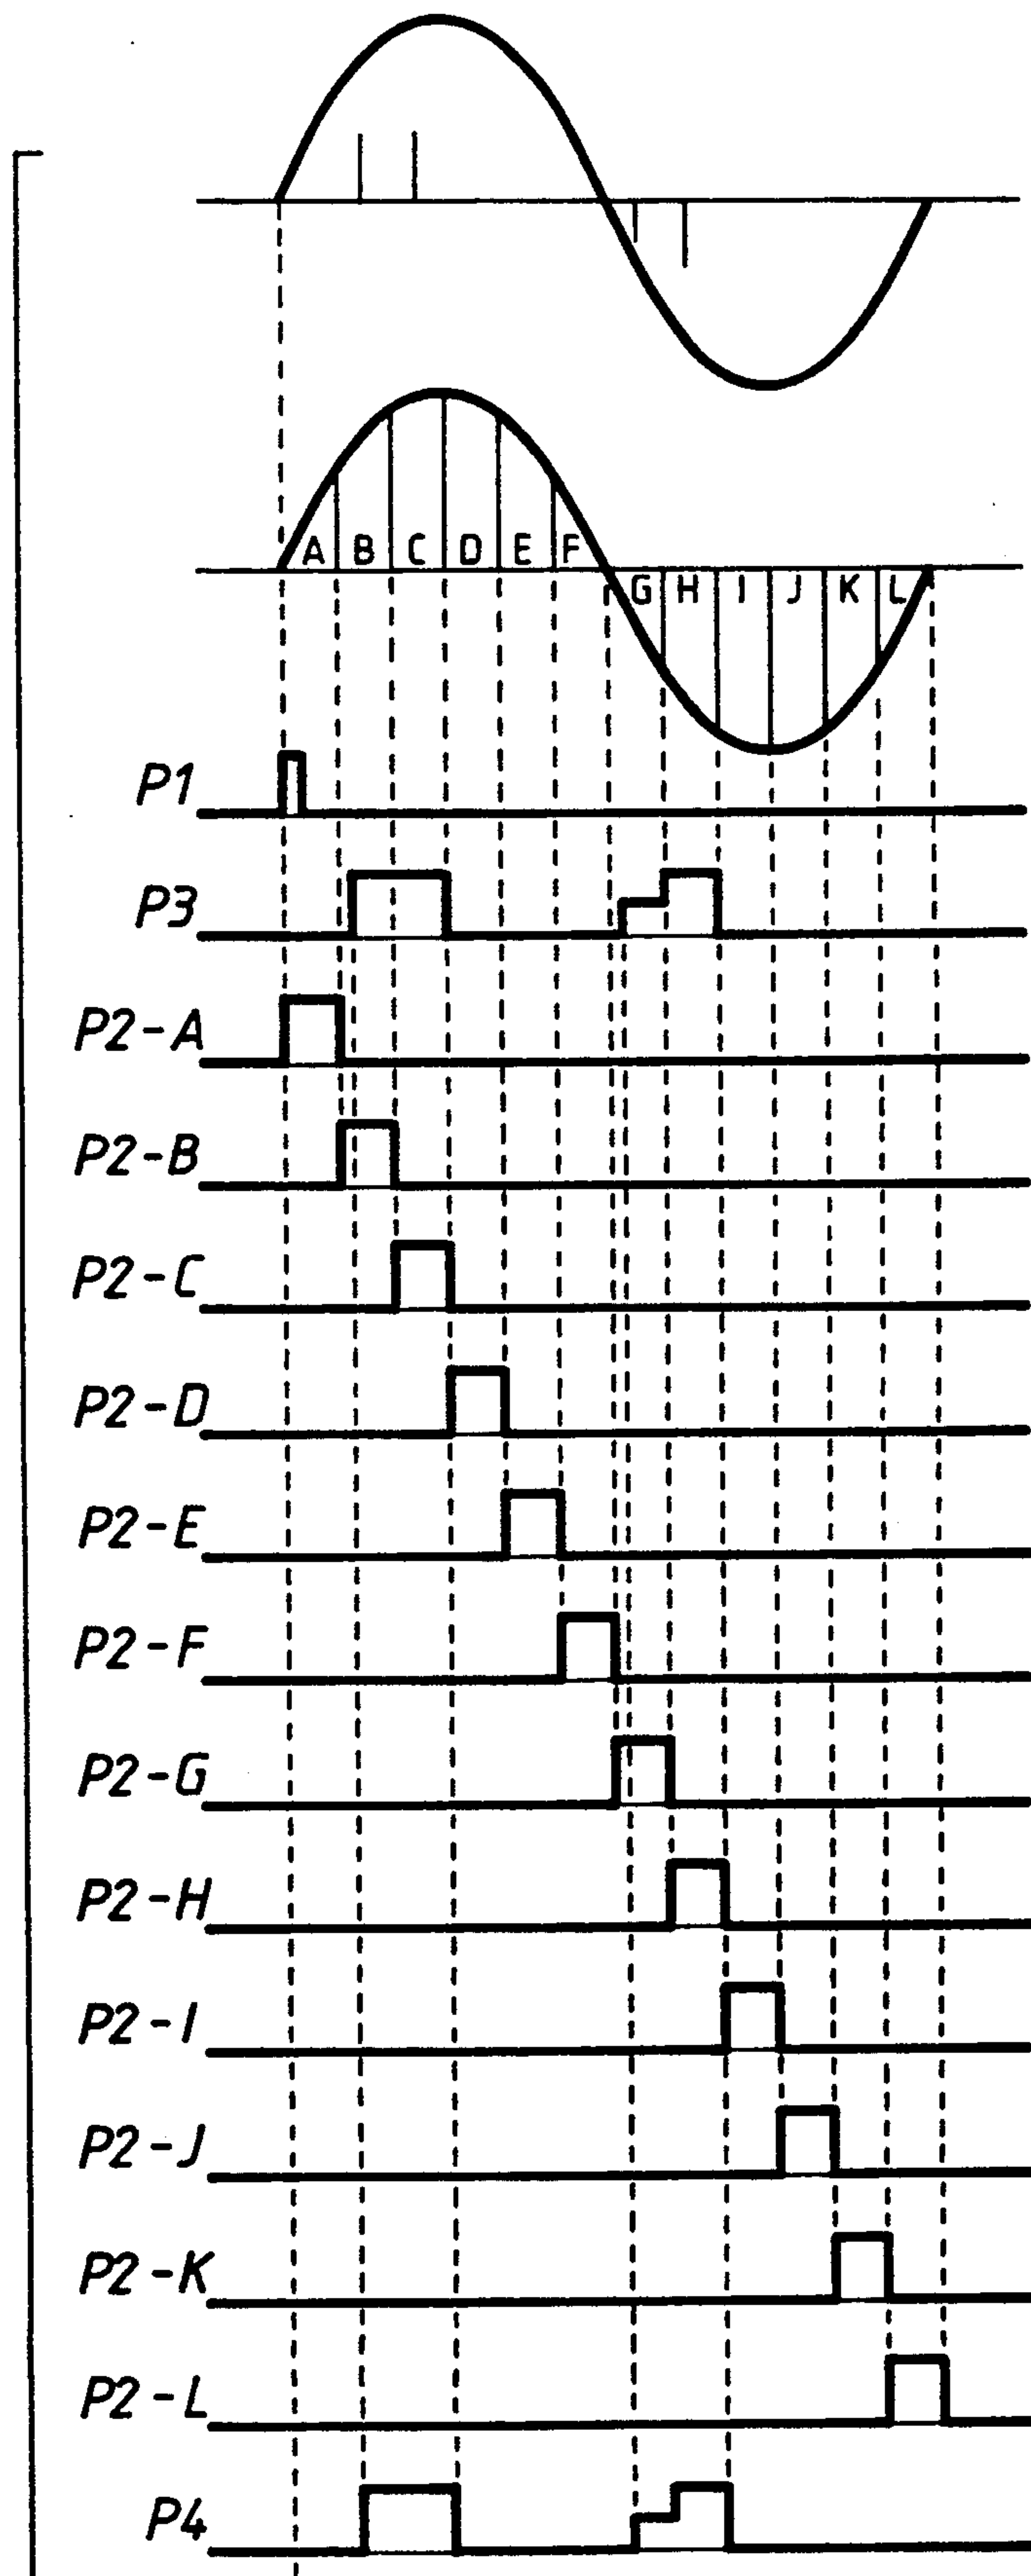 A B C D E F
G H I J K L
P1
P3
P2-A
P2-B
P2-C
P2-D
P2-E
P2-F
P2-G
P2-H
P2-I
P2-J
P2-K
P2-L
P4